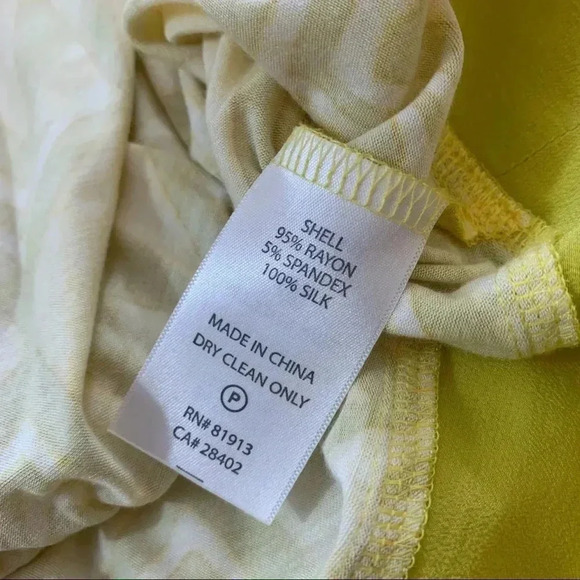 SHELL
95% RAYON
5% SPANDEX
100% SILK
MADE IN CHINA
DRY CLEAN ONLY
P
RN# 81913
CA# 28402